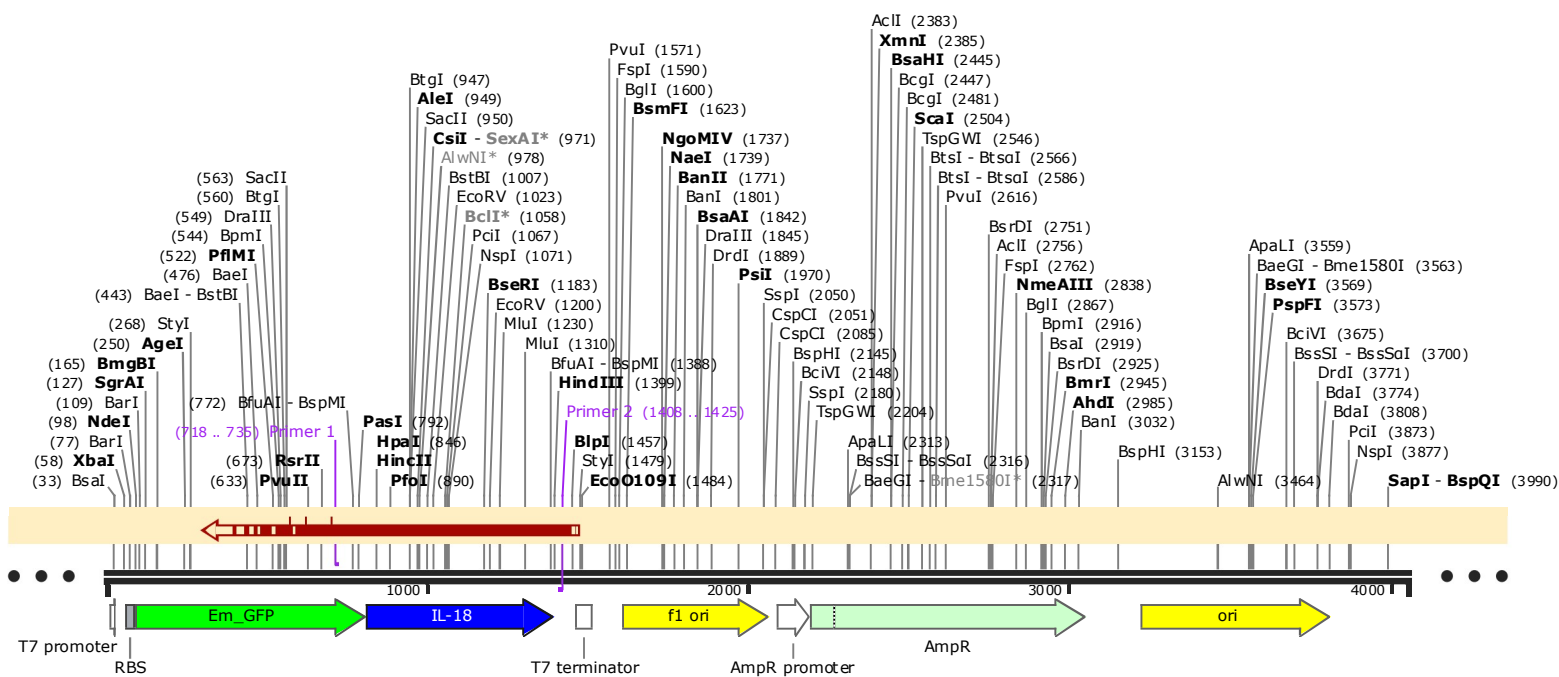 AclI (2383)
XmnI (2385)
PvuI (1571)
BsaHI (2445)
FspI (1590)
BcgI (2447)
BtgI (947)
BglI (1600)
BcgI (2481)
AleI (949)
BsmFI (1623)
ScaI (2504)
SacII (950)
CsiI - SexAI* (971)
NgoMIV (1737)
TspGWI (2546)
AlwNI* (978)
NaeI (1739)
BtsI - BtsαI (2566)
(563) SacII
BstBI (1007)
BanII (1771)
BtsI - BtsαI (2586)
(560) BtgI
EcoRV (1023)
BanI (1801)
PvuI (2616)
(549) DraIII
BclI* (1058)
BsaAI (1842)
BsrDI (2751)
(544) BpmI
PciI (1067)
DraIII (1845)
AclI (2756)
ApaLI (3559)
(522) PflMI
NspI (1071)
DrdI (1889)
FspI (2762)
BaeGI - Bme1580I (3563)
(476) BaeI
BseRI (1183)
PsiI (1970)
NmeAIII (2838)
BseYI (3569)
(443) BaeI - BstBI
EcoRV (1200)
SspI (2050)
BglI (2867)
PspFI (3573)
(268) StyI
MluI (1230)
CspCI (2051)
BpmI (2916)
BciVI (3675)
(250) AgeI
MluI (1310)
CspCI (2085)
BsaI (2919)
BssSI - BssSαI (3700)
(165) BmgBI
BfuAI - BspMI (1388)
BspHI (2145)
BsrDI (2925)
DrdI (3771)
(127) SgrAI
HindIII (1399)
BciVI (2148)
BmrI (2945)
BdaI (3774)
(109) BarI
(772) BfuAI - BspMI
SspI (2180)
AhdI (2985)
BdaI (3808)
(98) NdeI
PasI (792)
Primer 2 (1408 .. 1425)
TspGWI (2204)
BanI (3032)
PciI (3873)
(77) BarI
(718 .. 735) Primer 1
HpaI (846)
BlpI (1457)
ApaLI (2313)
BspHI (3153)
NspI (3877)
(58) XbaI
(673) RsrII
HincII
StyI (1479)
BssSI - BssSαI (2316)
(33) BsaI
(633) PvuII
PfoI (890)
EcoO109I (1484)
BaeGI - Bme1580I* (2317)
AlwNI (3464)
SapI - BspQI (3990)
1000
2000
3000
4000
Em_GFP
IL-18
f1 ori
ori
T7 promoter
RBS
T7 terminator
AmpR promoter
AmpR